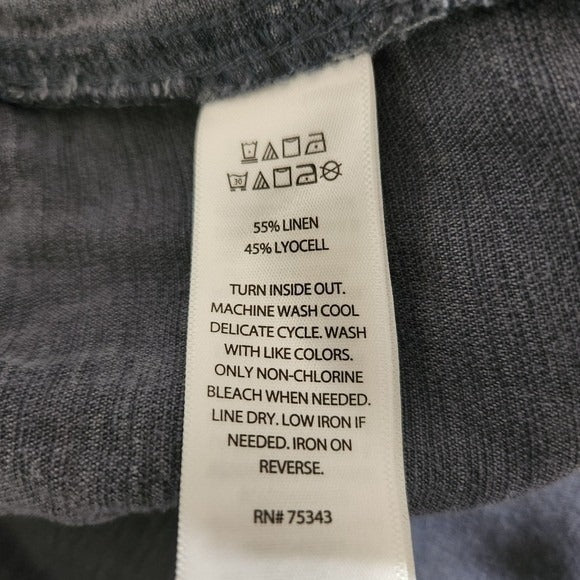 30
55% LINEN
45% LYOCELL
TURN INSIDE OUT.
MACHINE WASH COOL
DELICATE CYCLE. WASH
WITH LIKE COLORS.
ONLY NON-CHLORINE
BLEACH WHEN NEEDED.
LINE DRY. LOW IRON IF
NEEDED. IRON ON
REVERSE.
RN# 75343